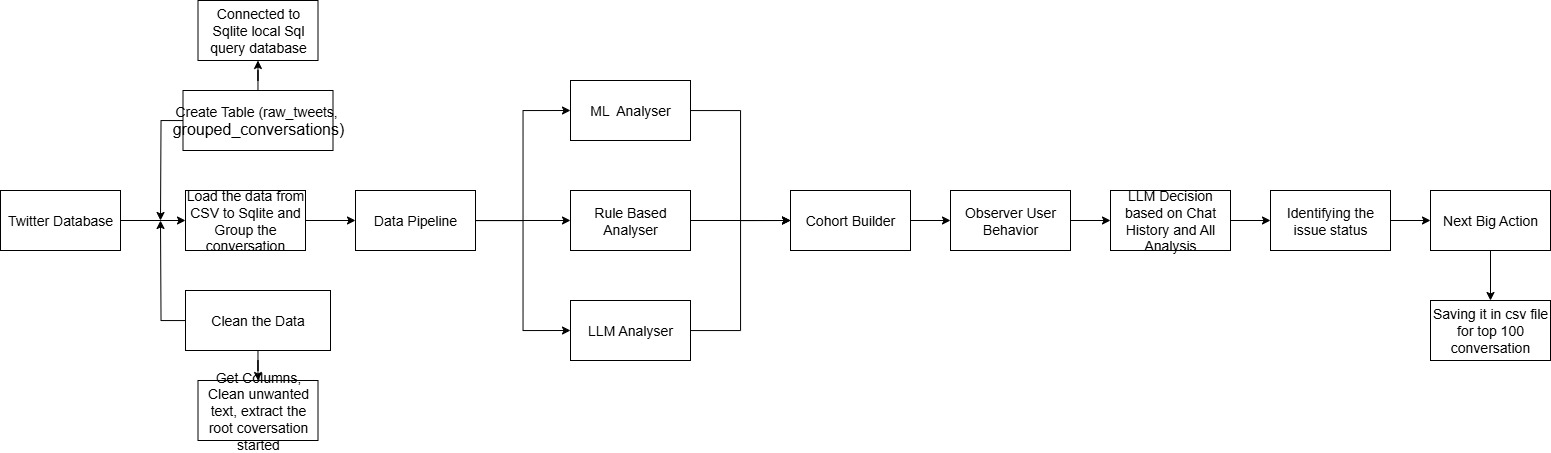 Connected to
Sqlite local Sql
query database
Create Table (raw_tweets,
grouped_conversations)
Twitter Database
Load the data from
CSV to Sqlite and
Group the
conversation
Data Pipeline
ML  Analyser
Rule Based
Analyser
LLM Analyser
Cohort Builder
Observer User
Behavior
LLM Decision
based on Chat
History and All
Analysis
Identifying the
issue status
Next Big Action
Saving it in csv file
for top 100
conversation
Clean the Data
Get Columns,
Clean unwanted
text, extract the
root coversation
started